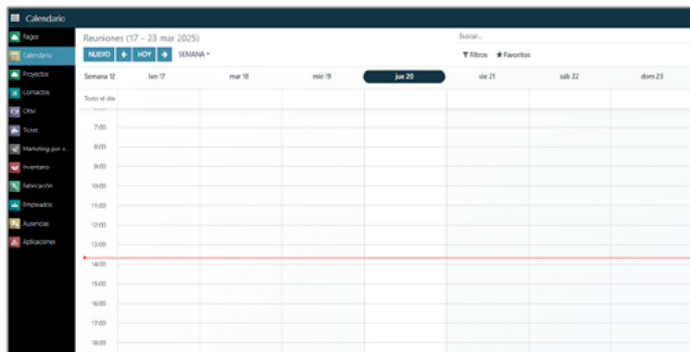 Calendario
Pagos
Calendario
Proyectos
Contactos
CRM
Ticket
Marketing por c...
Inventario
Fabricación
Empleados
Ausencias
Aplicaciones
Reuniones (17 – 23 mar 2025)
Buscar...
NUEVO HOY SEMANA
Filtros Favoritos
Semana 12 lun 17 mar 18 mié 19 jue 20 vie 21 sáb 22 dom 23
Todo el día
7:00
8:00
9:00
10:00
11:00
12:00
13:00
14:00
15:00
16:00
17:00
18:00